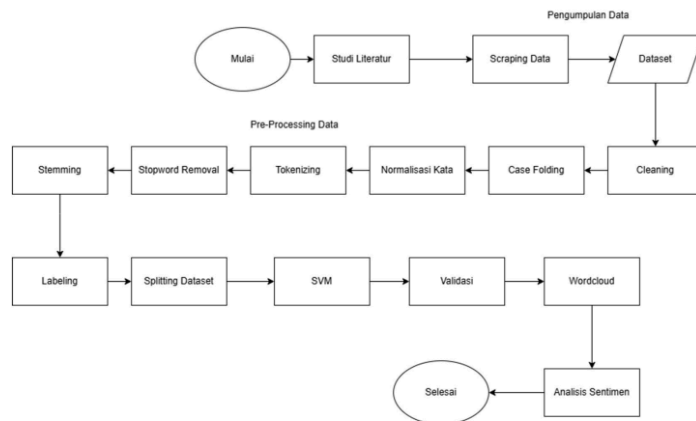 Pengumpulan Data
Mulai
Studi Literatur
Scraping Data
Dataset
Pre-Processing Data
Stemming
Stopword Removal
Tokenizing
Normalisasi Kata
Case Folding
Cleaning
Labeling
Splitting Dataset
SVM
Validasi
Wordcloud
Selesai
Analisis Sentimen